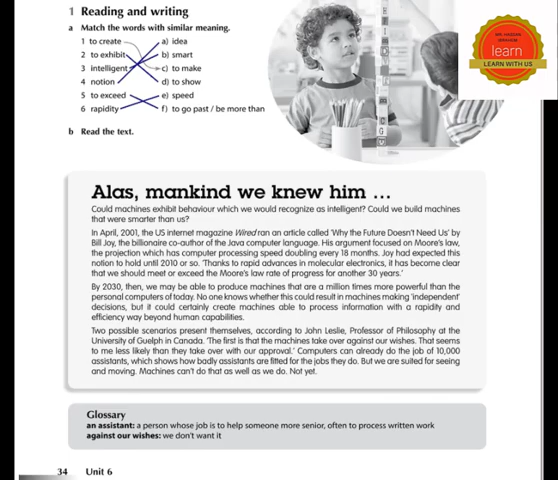 1 Reading and writing
a Match the words with similar meaning.
1 to create
a) idea
2 to exhibit
b) smart
3 intelligent
c) to make
4 notion
d) to show
5 to exceed
e) speed
6 rapidity
f) to go past / be more than
b Read the text.
MR. HASSAN
IBRAHIM
learn
LEARN WITH US
Alas, mankind we knew him ...
Could machines exhibit behaviour which we would recognize as intelligent? Could we build machines
that were smarter than us?
In April, 2001, the US internet magazine Wired ran an article called 'Why the Future Doesn't Need Us' by
Bill Joy, the billionaire co-author of the Java computer language. His argument focused on Moore's law,
the projection which has computer processing speed doubling every 18 months. Joy had expected this
notion to hold until 2010 or so. 'Thanks to rapid advances in molecular electronics, it has become clear
that we should meet or exceed the Moore's law rate of progress for another 30 years.'
By 2030, then, we may be able to produce machines that are a million times more powerful than the
personal computers of today. No one knows whether this could result in machines making 'independent'
decisions, but it could certainly create machines able to process information with a rapidity and
efficiency way beyond human capabilities.
Two possible scenarios present themselves, according to John Leslie, Professor of Philosophy at the
University of Guelph in Canada. 'The first is that the machines take over against our wishes. That seems
to me less likely than they take over with our approval.' Computers can already do the job of 10,000
assistants, which shows how badly assistants are fitted for the jobs they do. But we are suited for seeing
and moving. Machines can't do that as well as we do. Not yet.
Glossary
an assistant: a person whose job is to help someone more senior, often to process written work
against our wishes: we don't want it
34 Unit 6